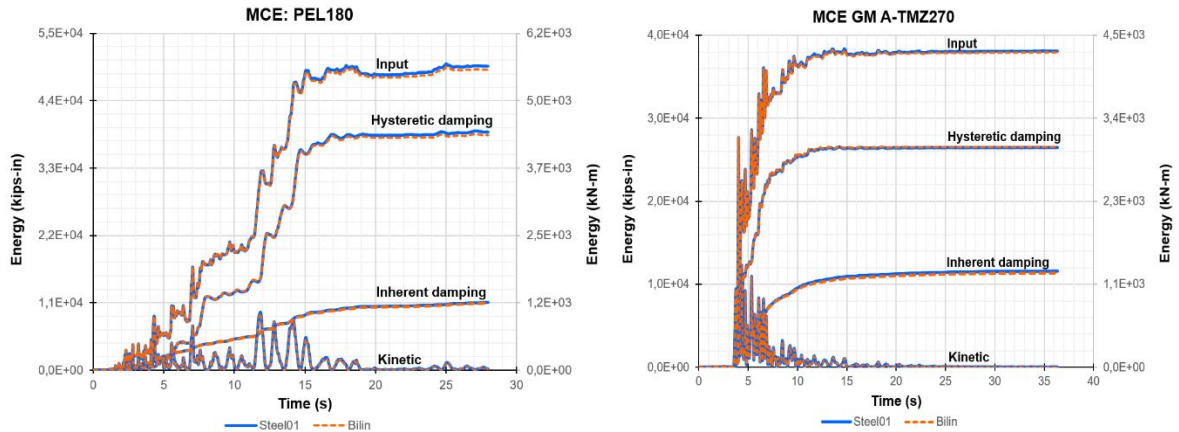 MCE: PEL180
5,5E+04
4,4E+04
3,3E+04
2,2E+04
1,1E+04
0,0E+00
Energy (kips-in)
6,2E+03
5,0E+03
3,7E+03
2,5E+03
1,2E+03
0,0E+00
Energy (kN-m)
Input
Hysteretic damping
Inherent damping
Kinetic
0 5 10 15 20 25 30
Time (s)
Steel01 Bilin
MCE GM A-TMZ270
4,0E+04
3,0E+04
2,0E+04
1,0E+04
0,0E+00
Energy (kips-in)
4,5E+03
3,4E+03
2,3E+03
1,1E+03
0,0E+00
Energy (kN-m)
Input
Hysteretic damping
Inherent damping
Kinetic
0 5 10 15 20 25 30 35 40
Time (s)
Steel01 Bilin